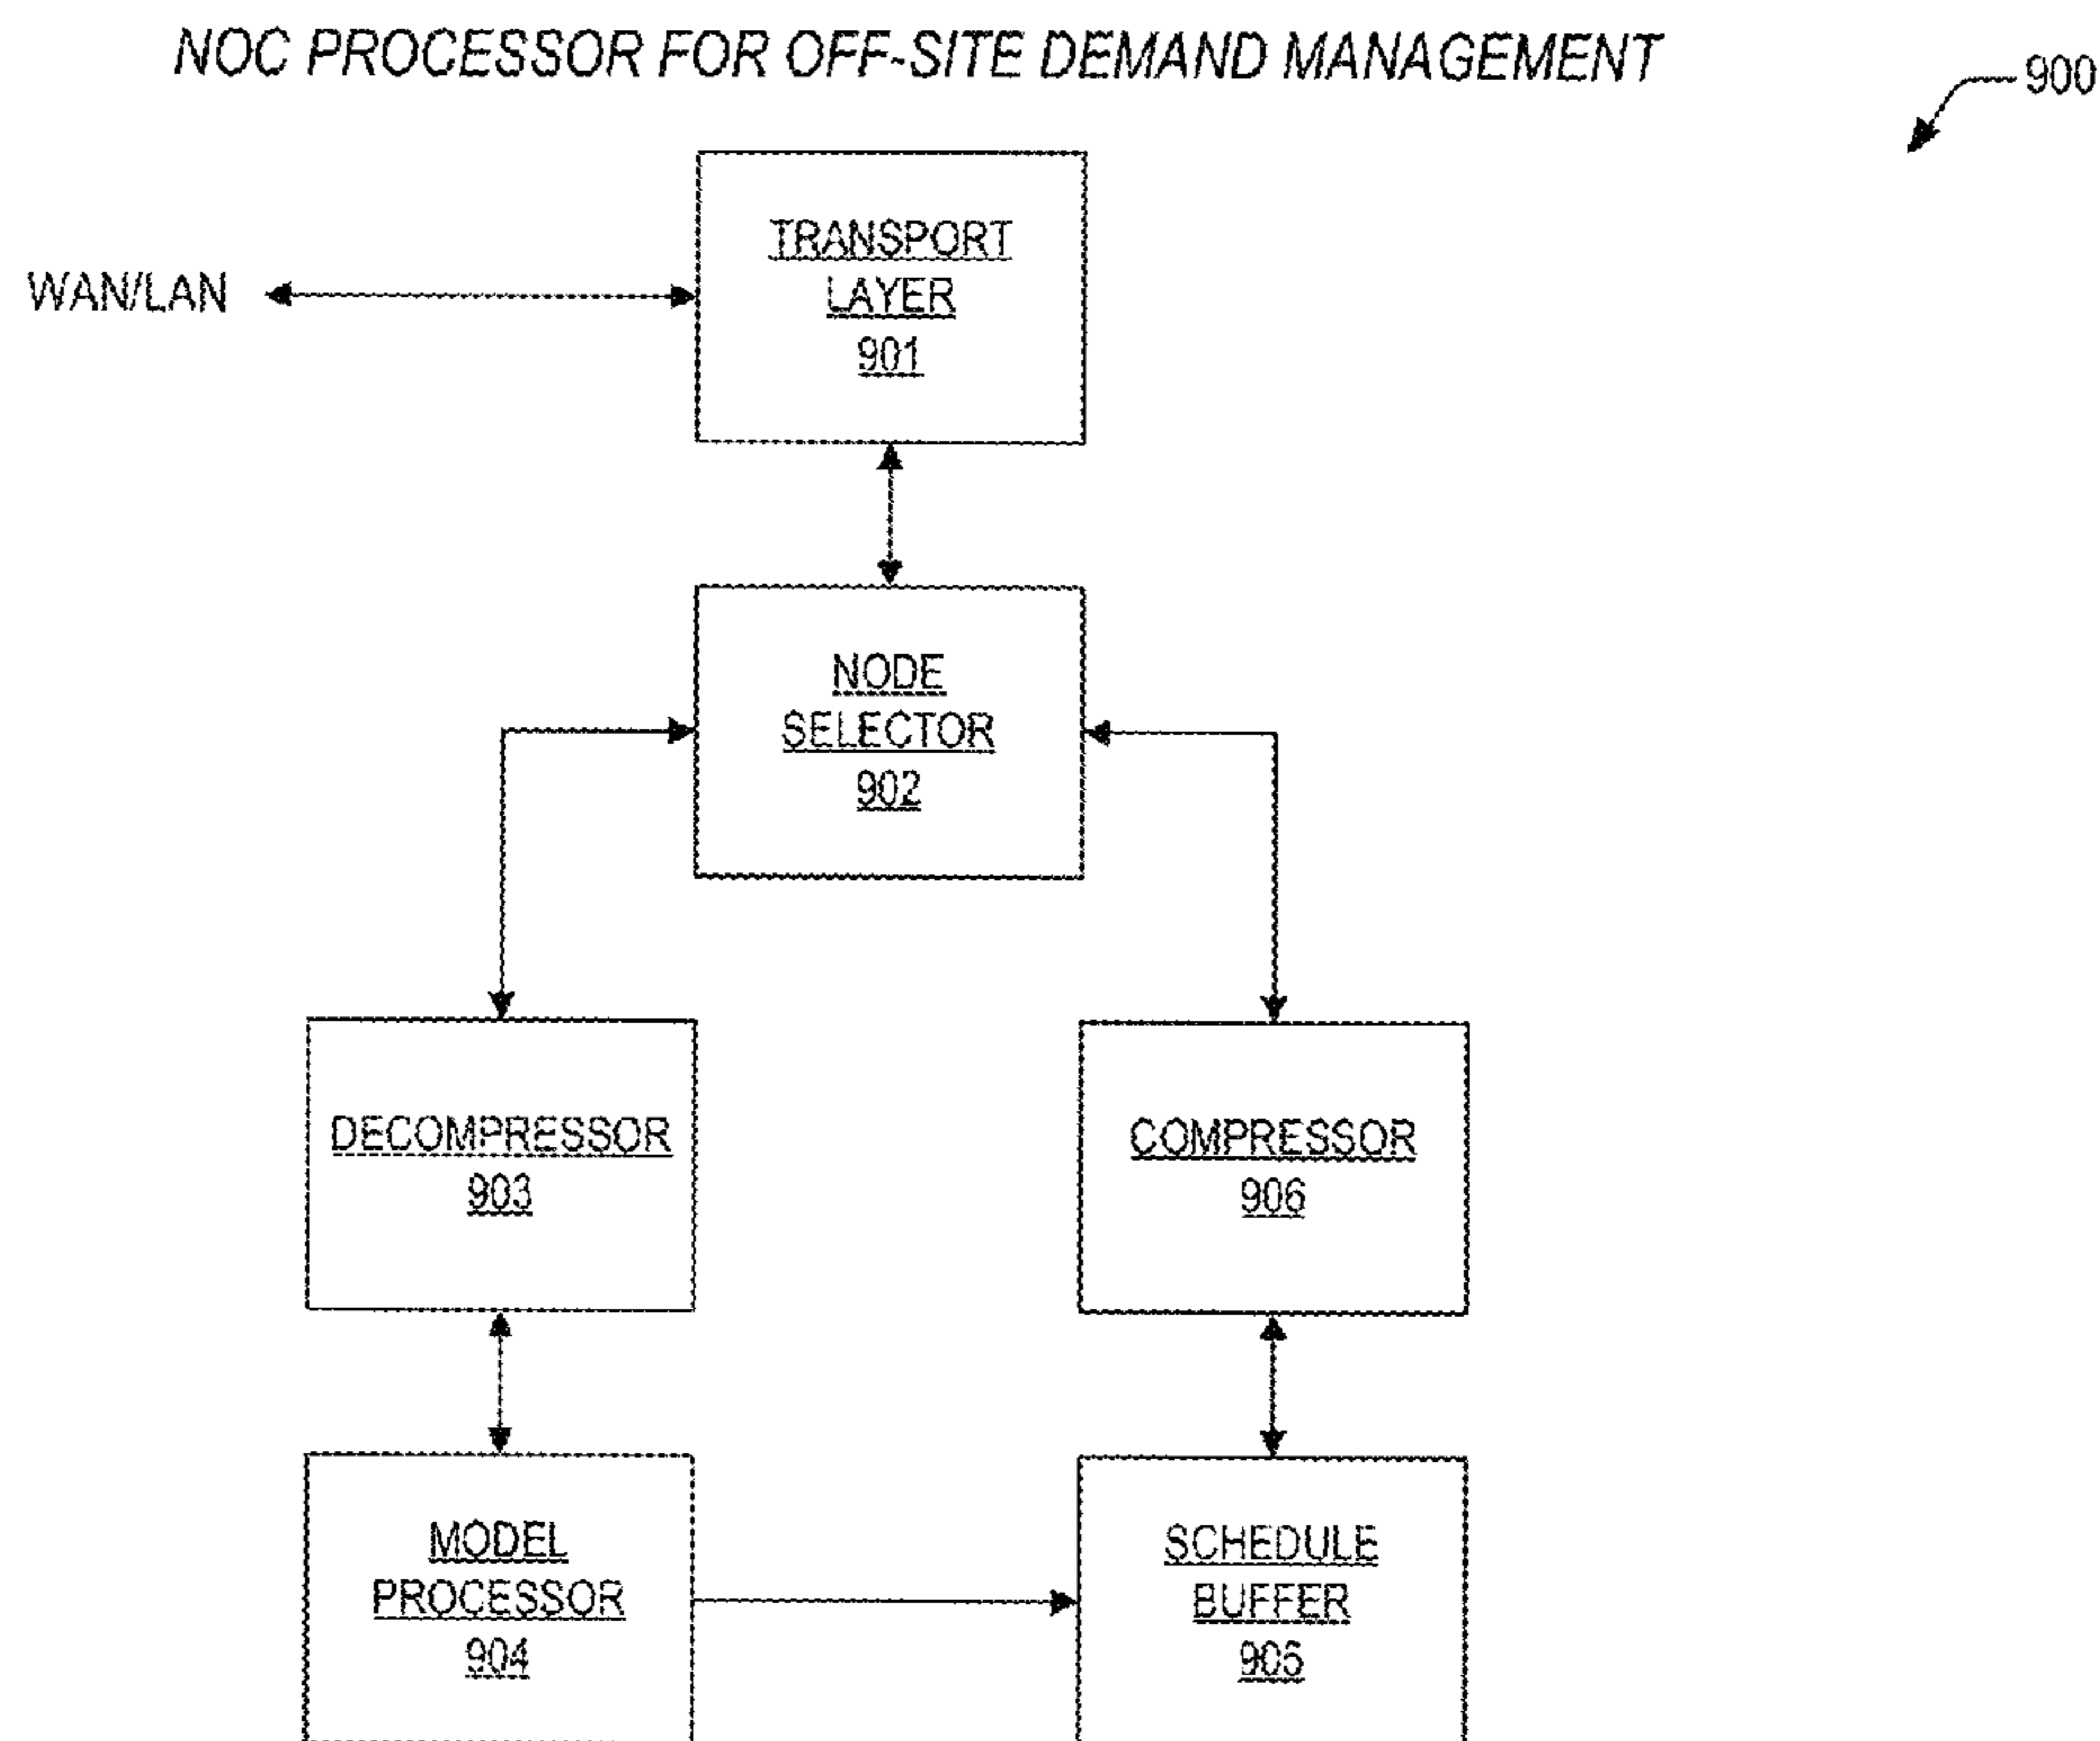 NOC PROCESSOR FOR OFF-SITE DEMAND MANAGEMENT
900
TRANSPORT
LAYER
901
WAN/LAN
NODE
SELECTOR
902
DECOMPRESSOR
903
COMPRESSOR
906
MODEL
PROCESSOR
904
SCHEDULE
BUFFER
905